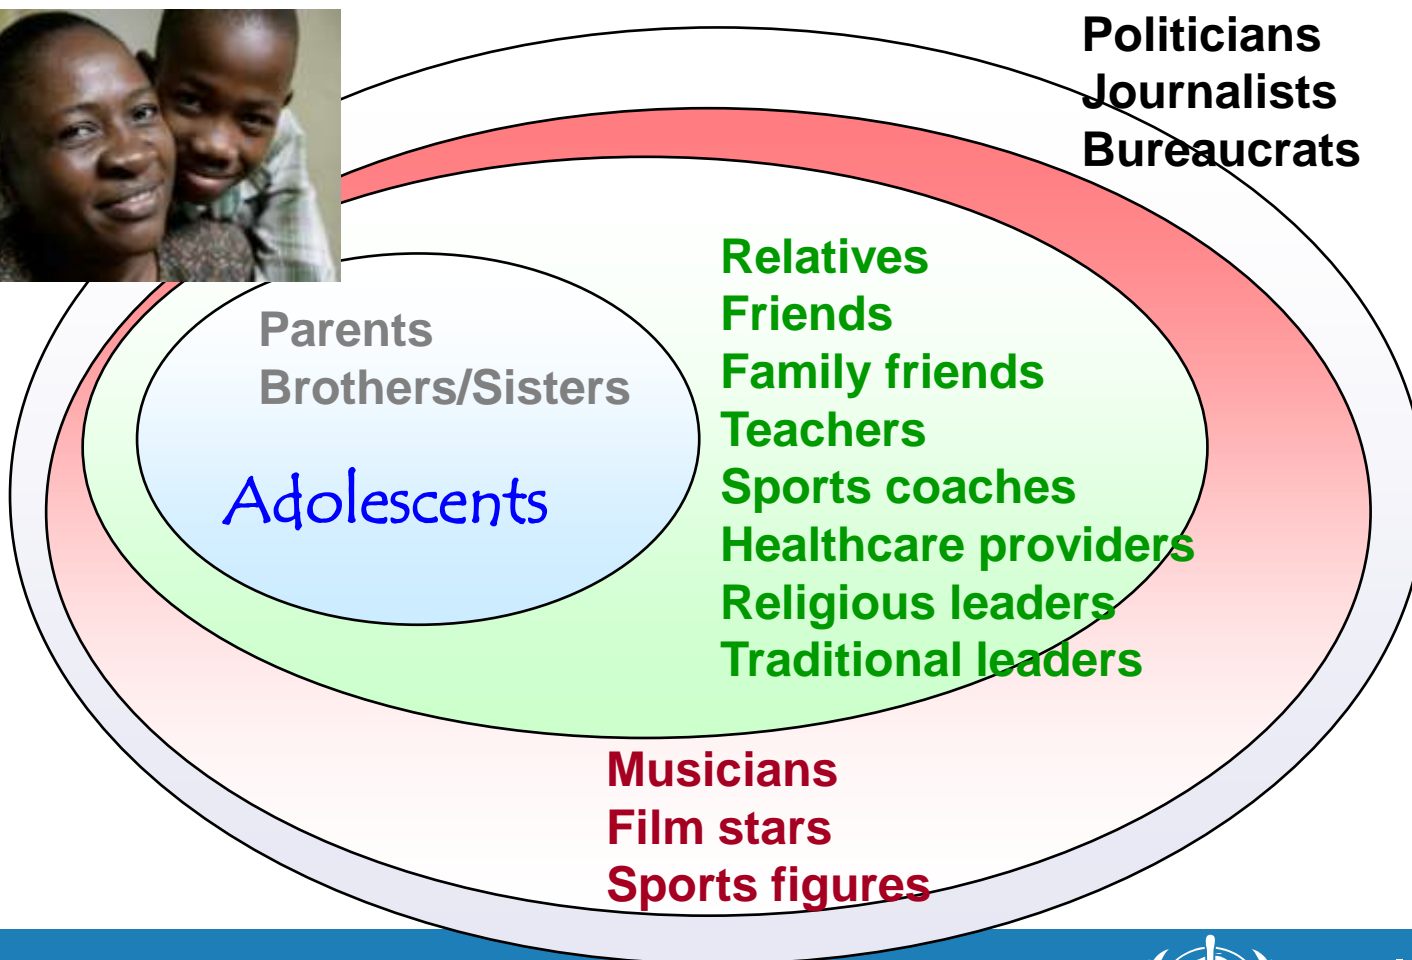 Politicians
Journalists
Bureaucrats
Relatives
Friends
Family friends
Teachers
Sports coaches
Healthcare providers
Religious leaders
Traditional leaders
Parents
Brothers/Sisters
Adolescents
Musicians
Film stars
Sports figures